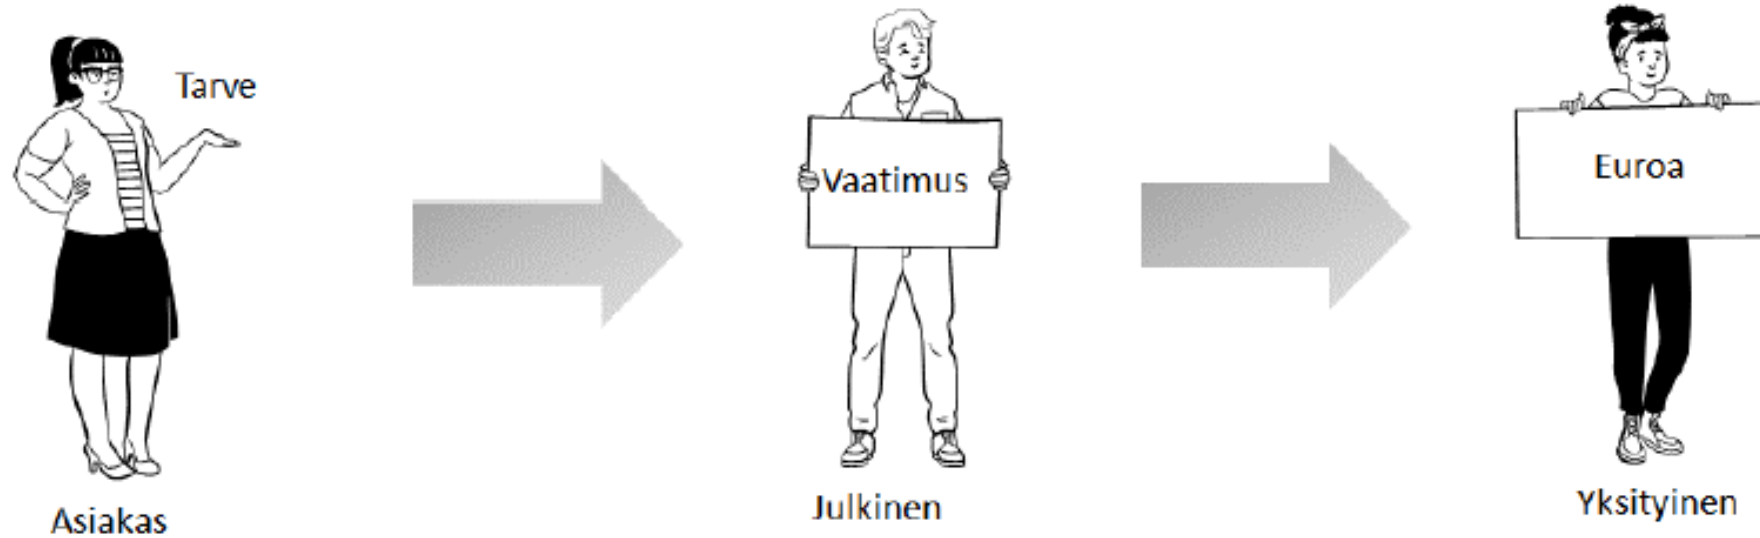 Tarve
Asiakas
Vaatimus
Julkinen
Euroa
Yksityinen